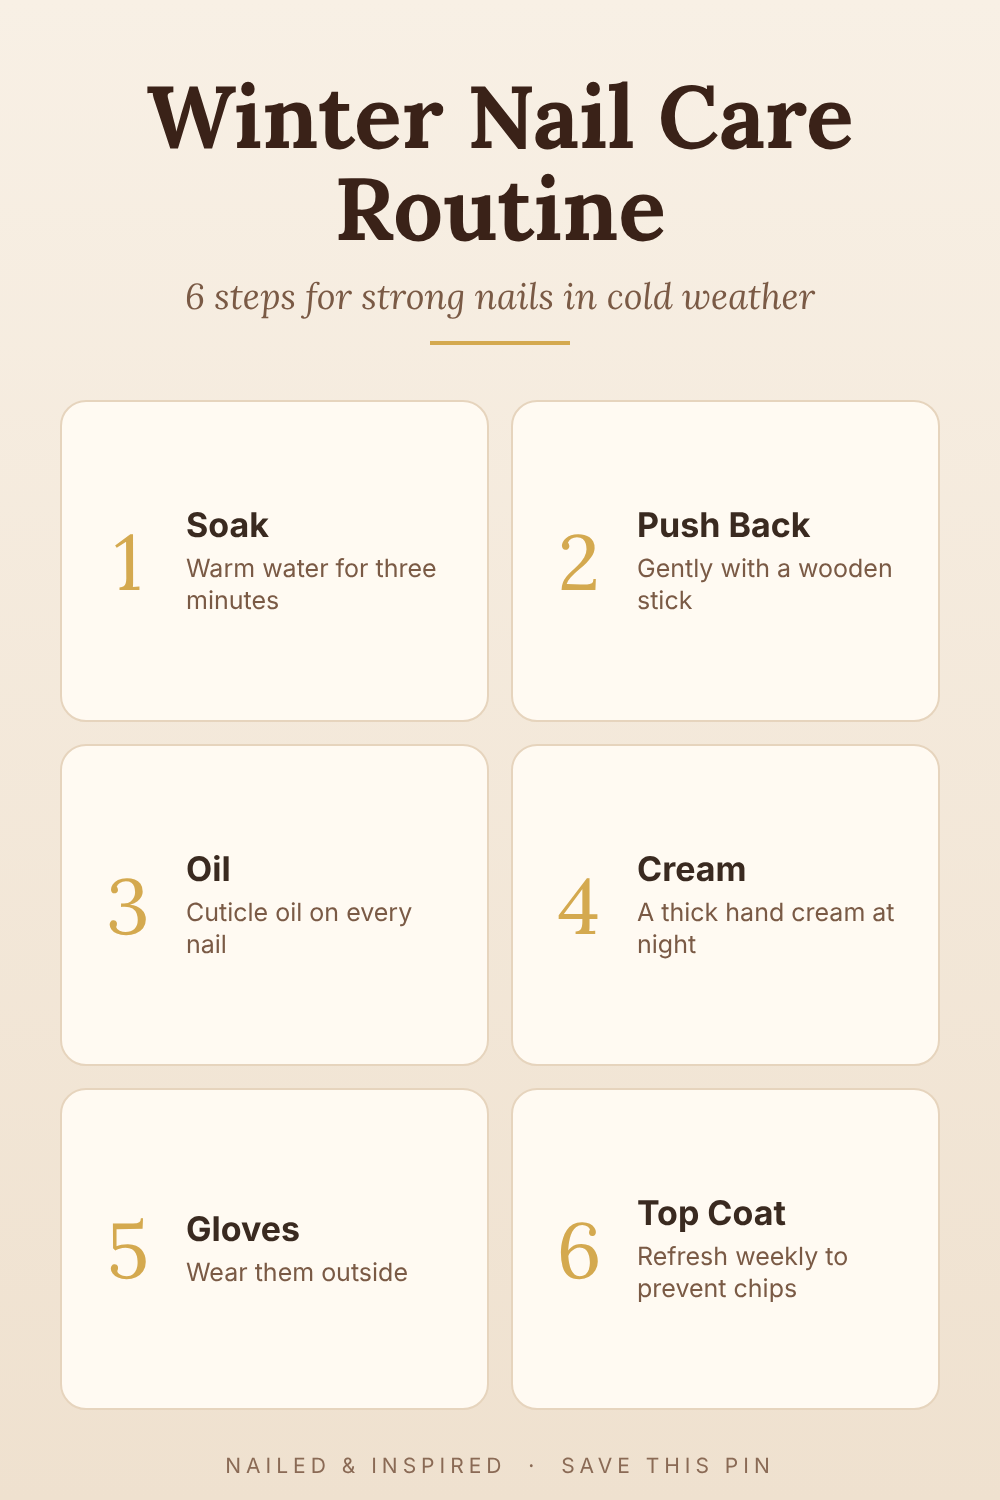 Winter Nail Care
Routine
6 steps for strong nails in cold weather
1
Soak
Warm water for three
minutes
2
Push Back
Gently with a wooden
stick
3
Oil
Cuticle oil on every
nail
4
Cream
A thick hand cream at
night
5
Gloves
Wear them outside
6
Top Coat
Refresh weekly to
prevent chips
NAILED & INSPIRED · SAVE THIS PIN